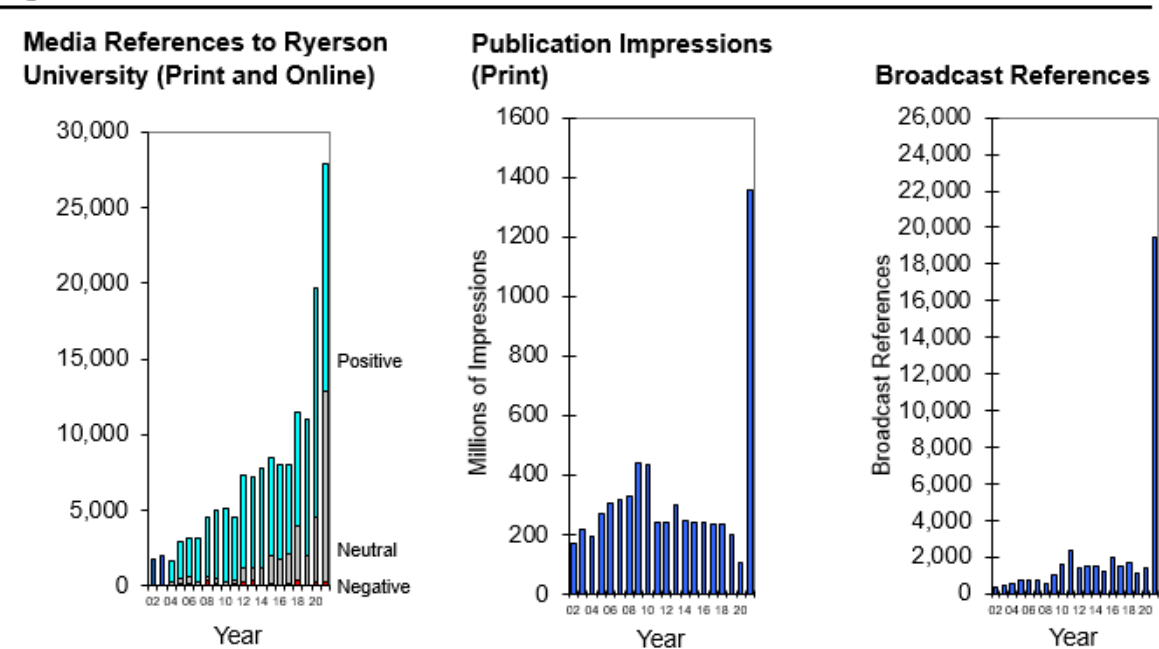 Media References to Ryerson
University (Print and Online)
30,000
25,000
20,000
15,000
10,000
5,000
0
Positive
Neutral
Negative
02 04 06 08 10 12 14 16 18 20
Year
Publication Impressions
(Print)
Millions of Impressions
1600
1400
1200
1000
800
600
400
200
0
02 04 06 08 10 12 14 16 18 20
Year
Broadcast References
Broadcast References
26,000
24,000
22,000
20,000
18,000
16,000
14,000
12,000
10,000
8,000
6,000
4,000
2,000
0
02 04 06 08 10 12 14 16 18 20
Year